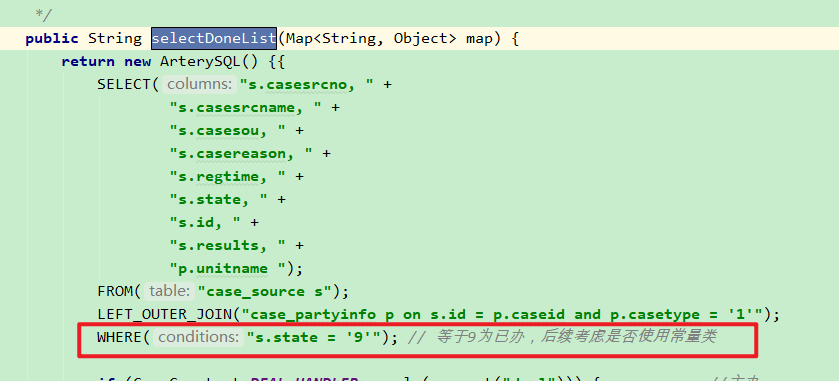 */
public String selectDoneList(Map<String, Object> map) {
return new ArterySQL() {{
SELECT( columns: "s.casesrcno, " +
"s.casesrcname, " +
"s.casesou, " +
"s.casereason, " +
"s.regtime, " +
"s.state, " +
"s.id, " +
"s.results, " +
"p.unitname ");
FROM( table: "case_source s");
LEFT_OUTER_JOIN("case_partyinfo p on s.id = p.caseid and p.casetype = '1'");
WHERE( conditions: "s.state = '9'"); // 等于9为已办，后续考虑是否使用常量类